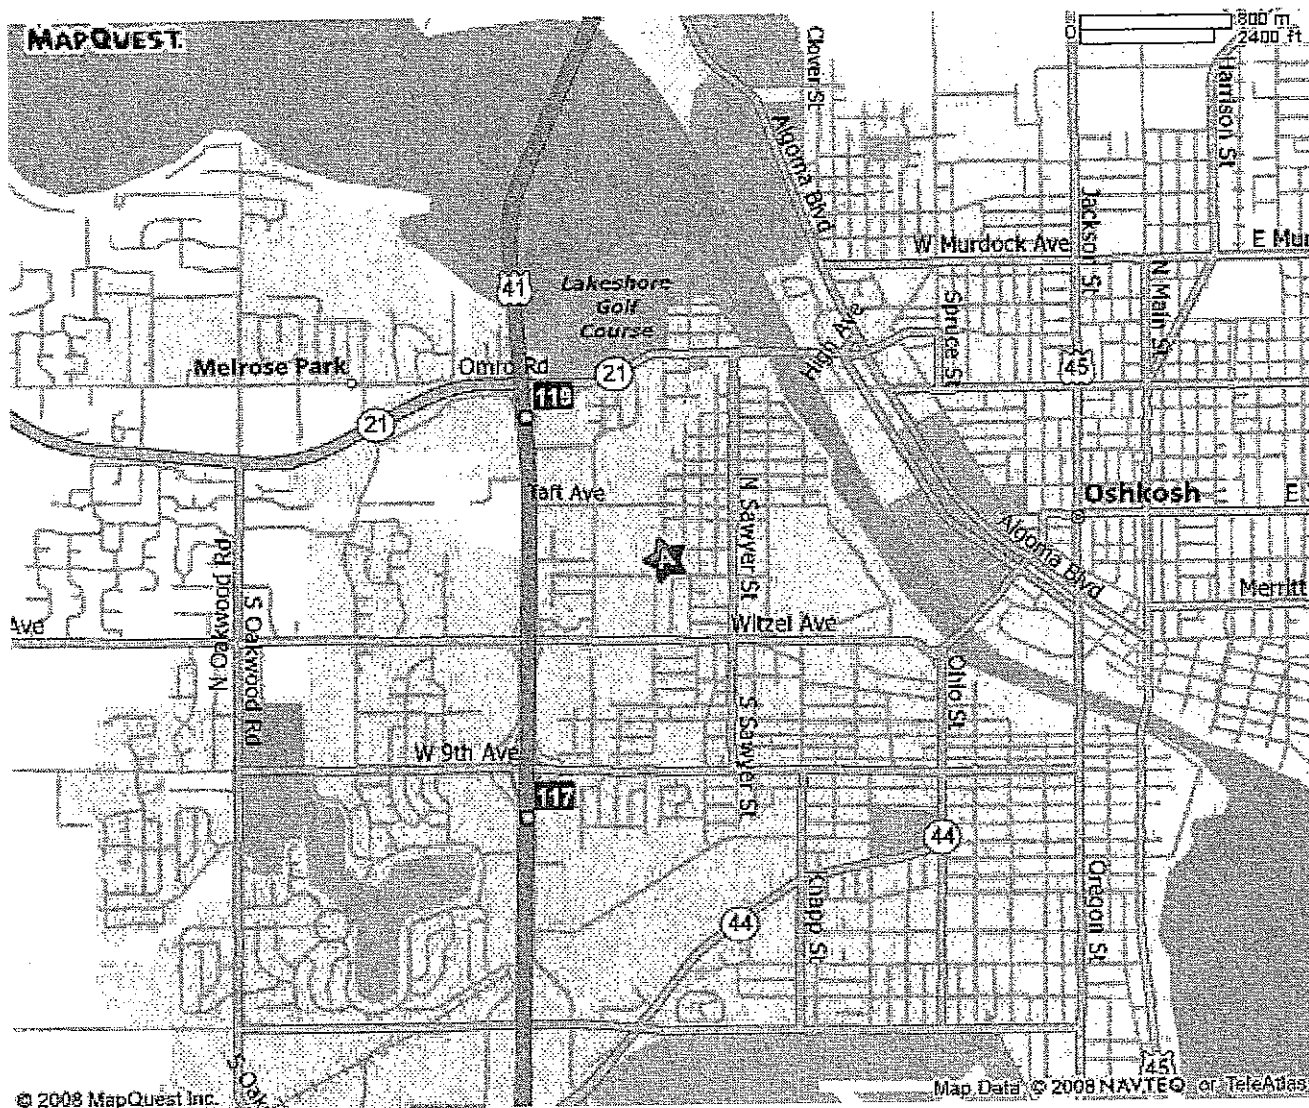 MAPQUEST.
800 m
0
2400 ft
Clover St
Harrison St
Algoma Blvd
Jackson St
W Murdock Ave
E Mur
41
Lakeshore
Golf
Course
N Main St
Spruce St
High Ave
Melrose Park
Omro Rd
21
45
119
21
Taft Ave
N Sawyer St
Oshkosh
E
A
Algoma Blvd
N Oakwood Rd
S Oakwood Rd
Merritt
Ave
Witzel Ave
Ohio St
S Sawyer St
W 9th Ave
117
44
Knapp St
Oregon St
44
S Oak
45
© 2008 MapQuest Inc.
Map Data © 2008 NAVTEQ or TeleAtlas